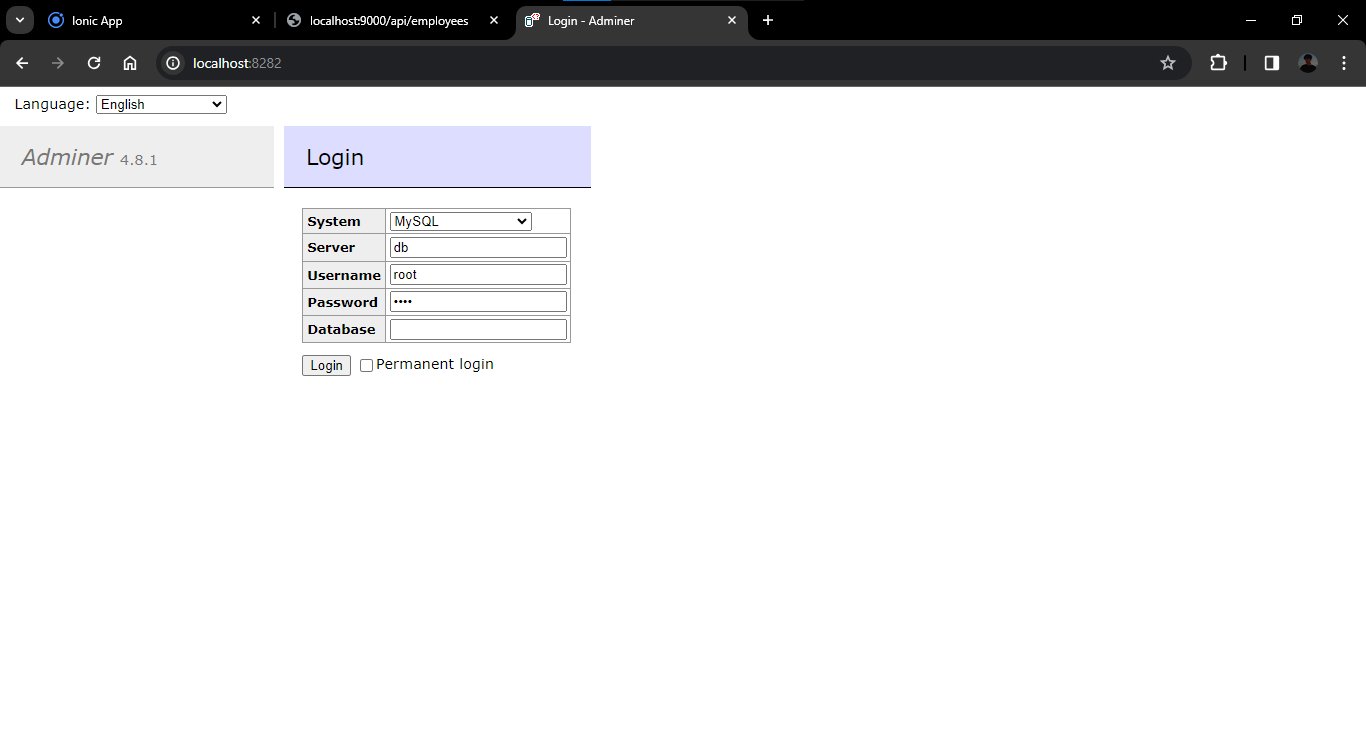 Ionic App
localhost:9000/api/employees
Login - Adminer
localhost:8282
Language: English
Adminer 4.8.1
Login
System MySQL
Server db
Username root
Password ••••
Database
Login Permanent login